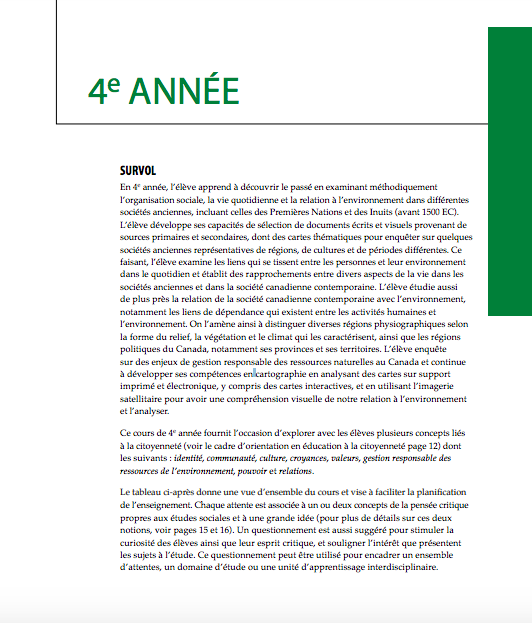 4e ANNÉE
SURVOL
En 4e année, l'élève apprend à découvrir le passé en examinant méthodiquement
l'organisation sociale, la vie quotidienne et la relation à l'environnement dans différentes
sociétés anciennes, incluant celles des Premières Nations et des Inuits (avant 1500 EC).
L'élève développe ses capacités de sélection de documents écrits et visuels provenant de
sources primaires et secondaires, dont des cartes thématiques pour enquêter sur quelques
sociétés anciennes représentatives de régions, de cultures et de périodes différentes. Ce
faisant, l'élève examine les liens qui se tissent entre les personnes et leur environnement
dans le quotidien et établit des rapprochements entre divers aspects de la vie dans les
sociétés anciennes et dans la société canadienne contemporaine. L'élève étudie aussi
de plus près la relation de la société canadienne contemporaine avec l'environnement,
notamment les liens de dépendance qui existent entre les activités humaines et
l'environnement. On l'amène ainsi à distinguer diverses régions physiographiques selon
la forme du relief, la végétation et le climat qui les caractérisent, ainsi que les régions
politiques du Canada, notamment ses provinces et ses territoires. L'élève enquête
sur des enjeux de gestion responsable des ressources naturelles au Canada et continue
à développer ses compétences en cartographie en analysant des cartes sur support
imprimé et électronique, y compris des cartes interactives, et en utilisant l'imagerie
satellitaire pour avoir une compréhension visuelle de notre relation à l'environnement
et l'analyser.
Ce cours de 4e année fournit l'occasion d'explorer avec les élèves plusieurs concepts liés
à la citoyenneté (voir le cadre d'orientation en éducation à la citoyenneté page 12) dont
les suivants : identité, communauté, culture, croyances, valeurs, gestion responsable des
ressources de l'environnement, pouvoir et relations.
Le tableau ci-après donne une vue d'ensemble du cours et vise à faciliter la planification
de l'enseignement. Chaque attente est associée à un ou deux concepts de la pensée critique
propres aux études sociales et à une grande idée (pour plus de détails sur ces deux
notions, voir pages 15 et 16). Un questionnement est aussi suggéré pour stimuler la
curiosité des élèves ainsi que leur esprit critique, et souligner l'intérêt que présentent
les sujets à l'étude. Ce questionnement peut être utilisé pour encadrer un ensemble
d'attentes, un domaine d'étude ou une unité d'apprentissage interdisciplinaire.